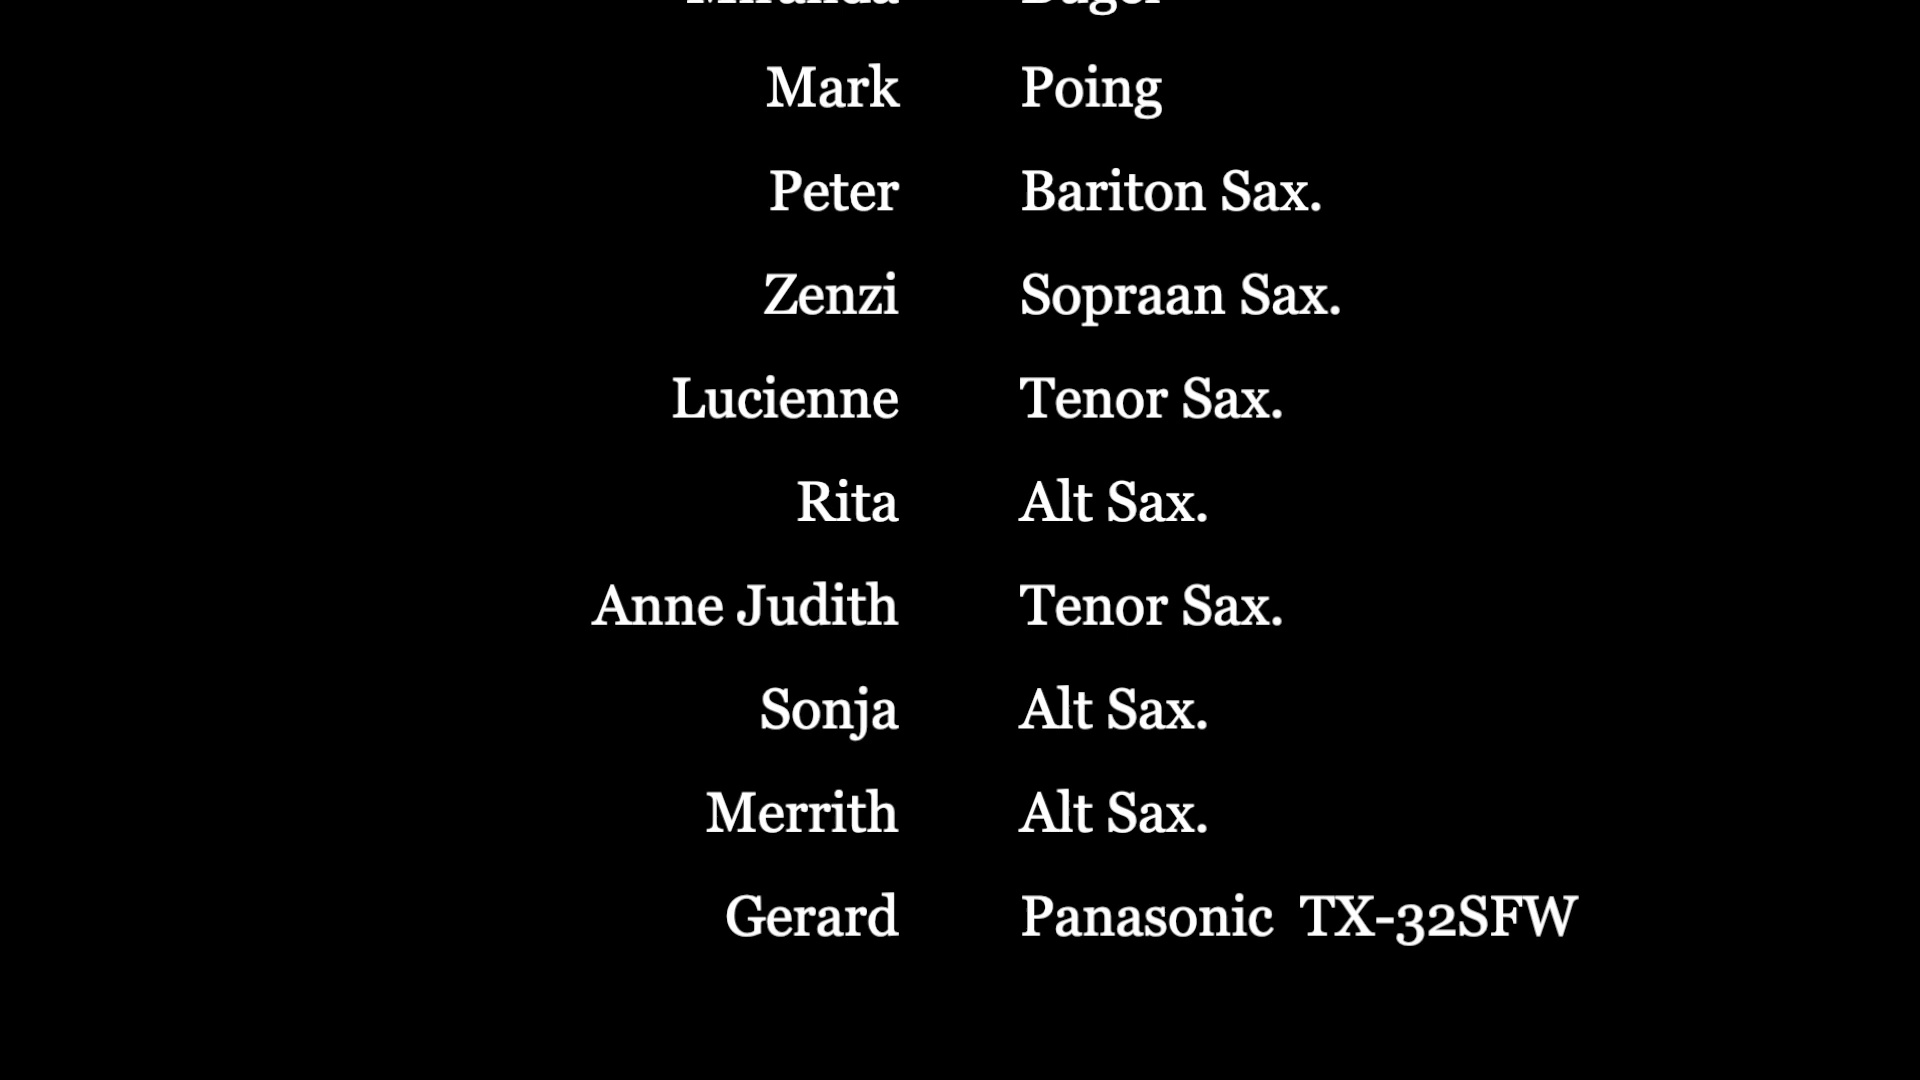 Mark Poing
Peter Bariton Sax.
Zenzi Sopraan Sax.
Lucienne Tenor Sax.
Rita Alt Sax.
Anne Judith Tenor Sax.
Sonja Alt Sax.
Merrith Alt Sax.
Gerard Panasonic TX-32SFW